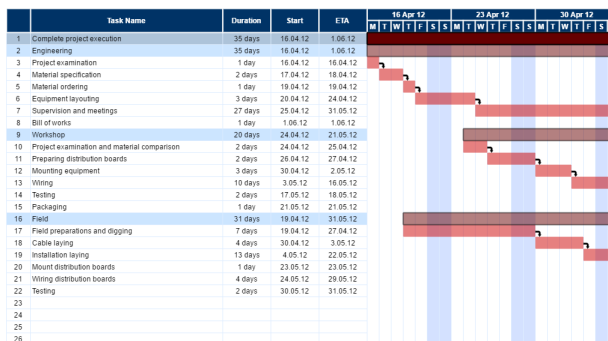 16 Apr 12 23 Apr 12 30 Apr 12
Task Name Duration Start ETA
M T W T F S S M T W T F S S M T W T F S
1 Complete project execution 35 days 16.04.12 1.06.12
2 Engineering 35 days 16.04.12 1.06.12
3 Project examination 1 day 16.04.12 16.04.12
4 Material specification 2 days 17.04.12 18.04.12
5 Material ordering 1 day 19.04.12 19.04.12
6 Equipment layouting 3 days 20.04.12 24.04.12
7 Supervision and meetings 27 days 25.04.12 31.05.12
8 Bill of works 1 day 1.06.12 1.06.12
9 Workshop 20 days 24.04.12 21.05.12
10 Project examination and material comparison 2 days 24.04.12 25.04.12
11 Preparing distribution boards 2 days 26.04.12 27.04.12
12 Mounting equipment 3 days 30.04.12 2.05.12
13 Wiring 10 days 3.05.12 16.05.12
14 Testing 2 days 17.05.12 18.05.12
15 Packaging 1 day 21.05.12 21.05.12
16 Field 31 days 19.04.12 31.05.12
17 Field preparations and digging 7 days 19.04.12 27.04.12
18 Cable laying 4 days 30.04.12 3.05.12
19 Installation laying 13 days 4.05.12 22.05.12
20 Mount distribution boards 1 day 23.05.12 23.05.12
21 Wiring distribution boards 4 days 24.05.12 29.05.12
22 Testing 2 days 30.05.12 31.05.12
23
24
25
26